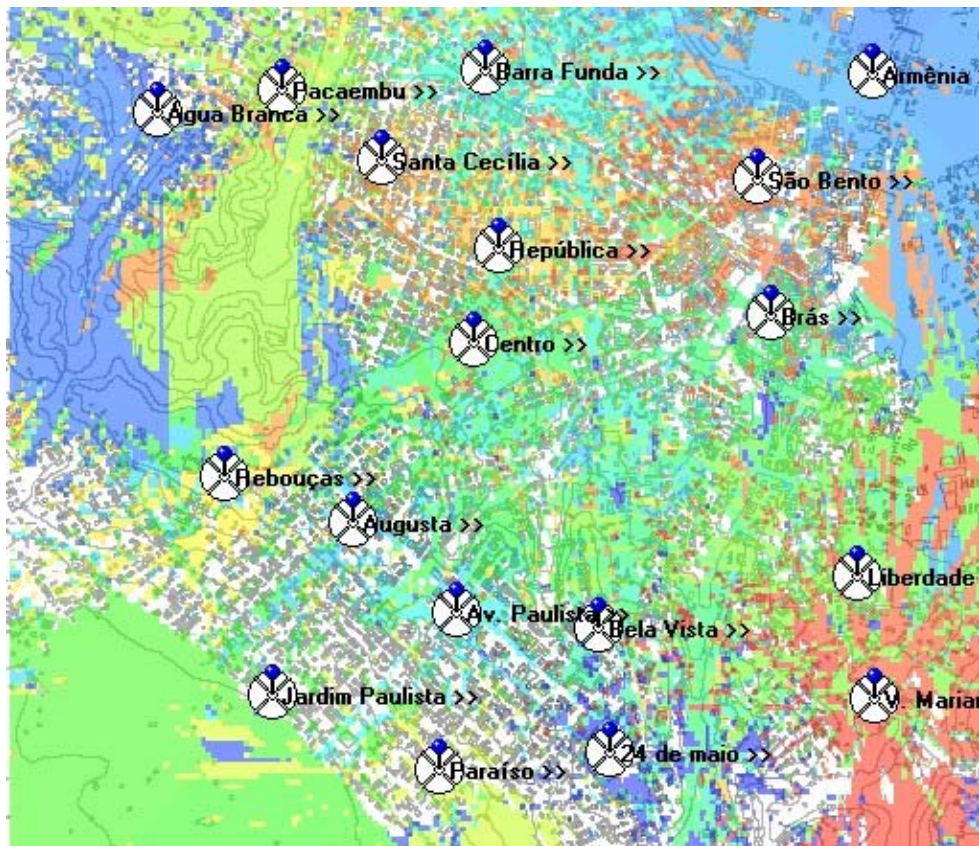 Barra Funda >>
Armênia
Pacaembu >>
Água Branca >>
Santa Cecília >>
São Bento >>
República >>
Brás >>
Centro >>
Rebouças >>
Augusta >>
Liberdade
Av. Paulista >>
Bela Vista >>
Jardim Paulista >>
V. Marian
24 de maio >>
Paraíso >>